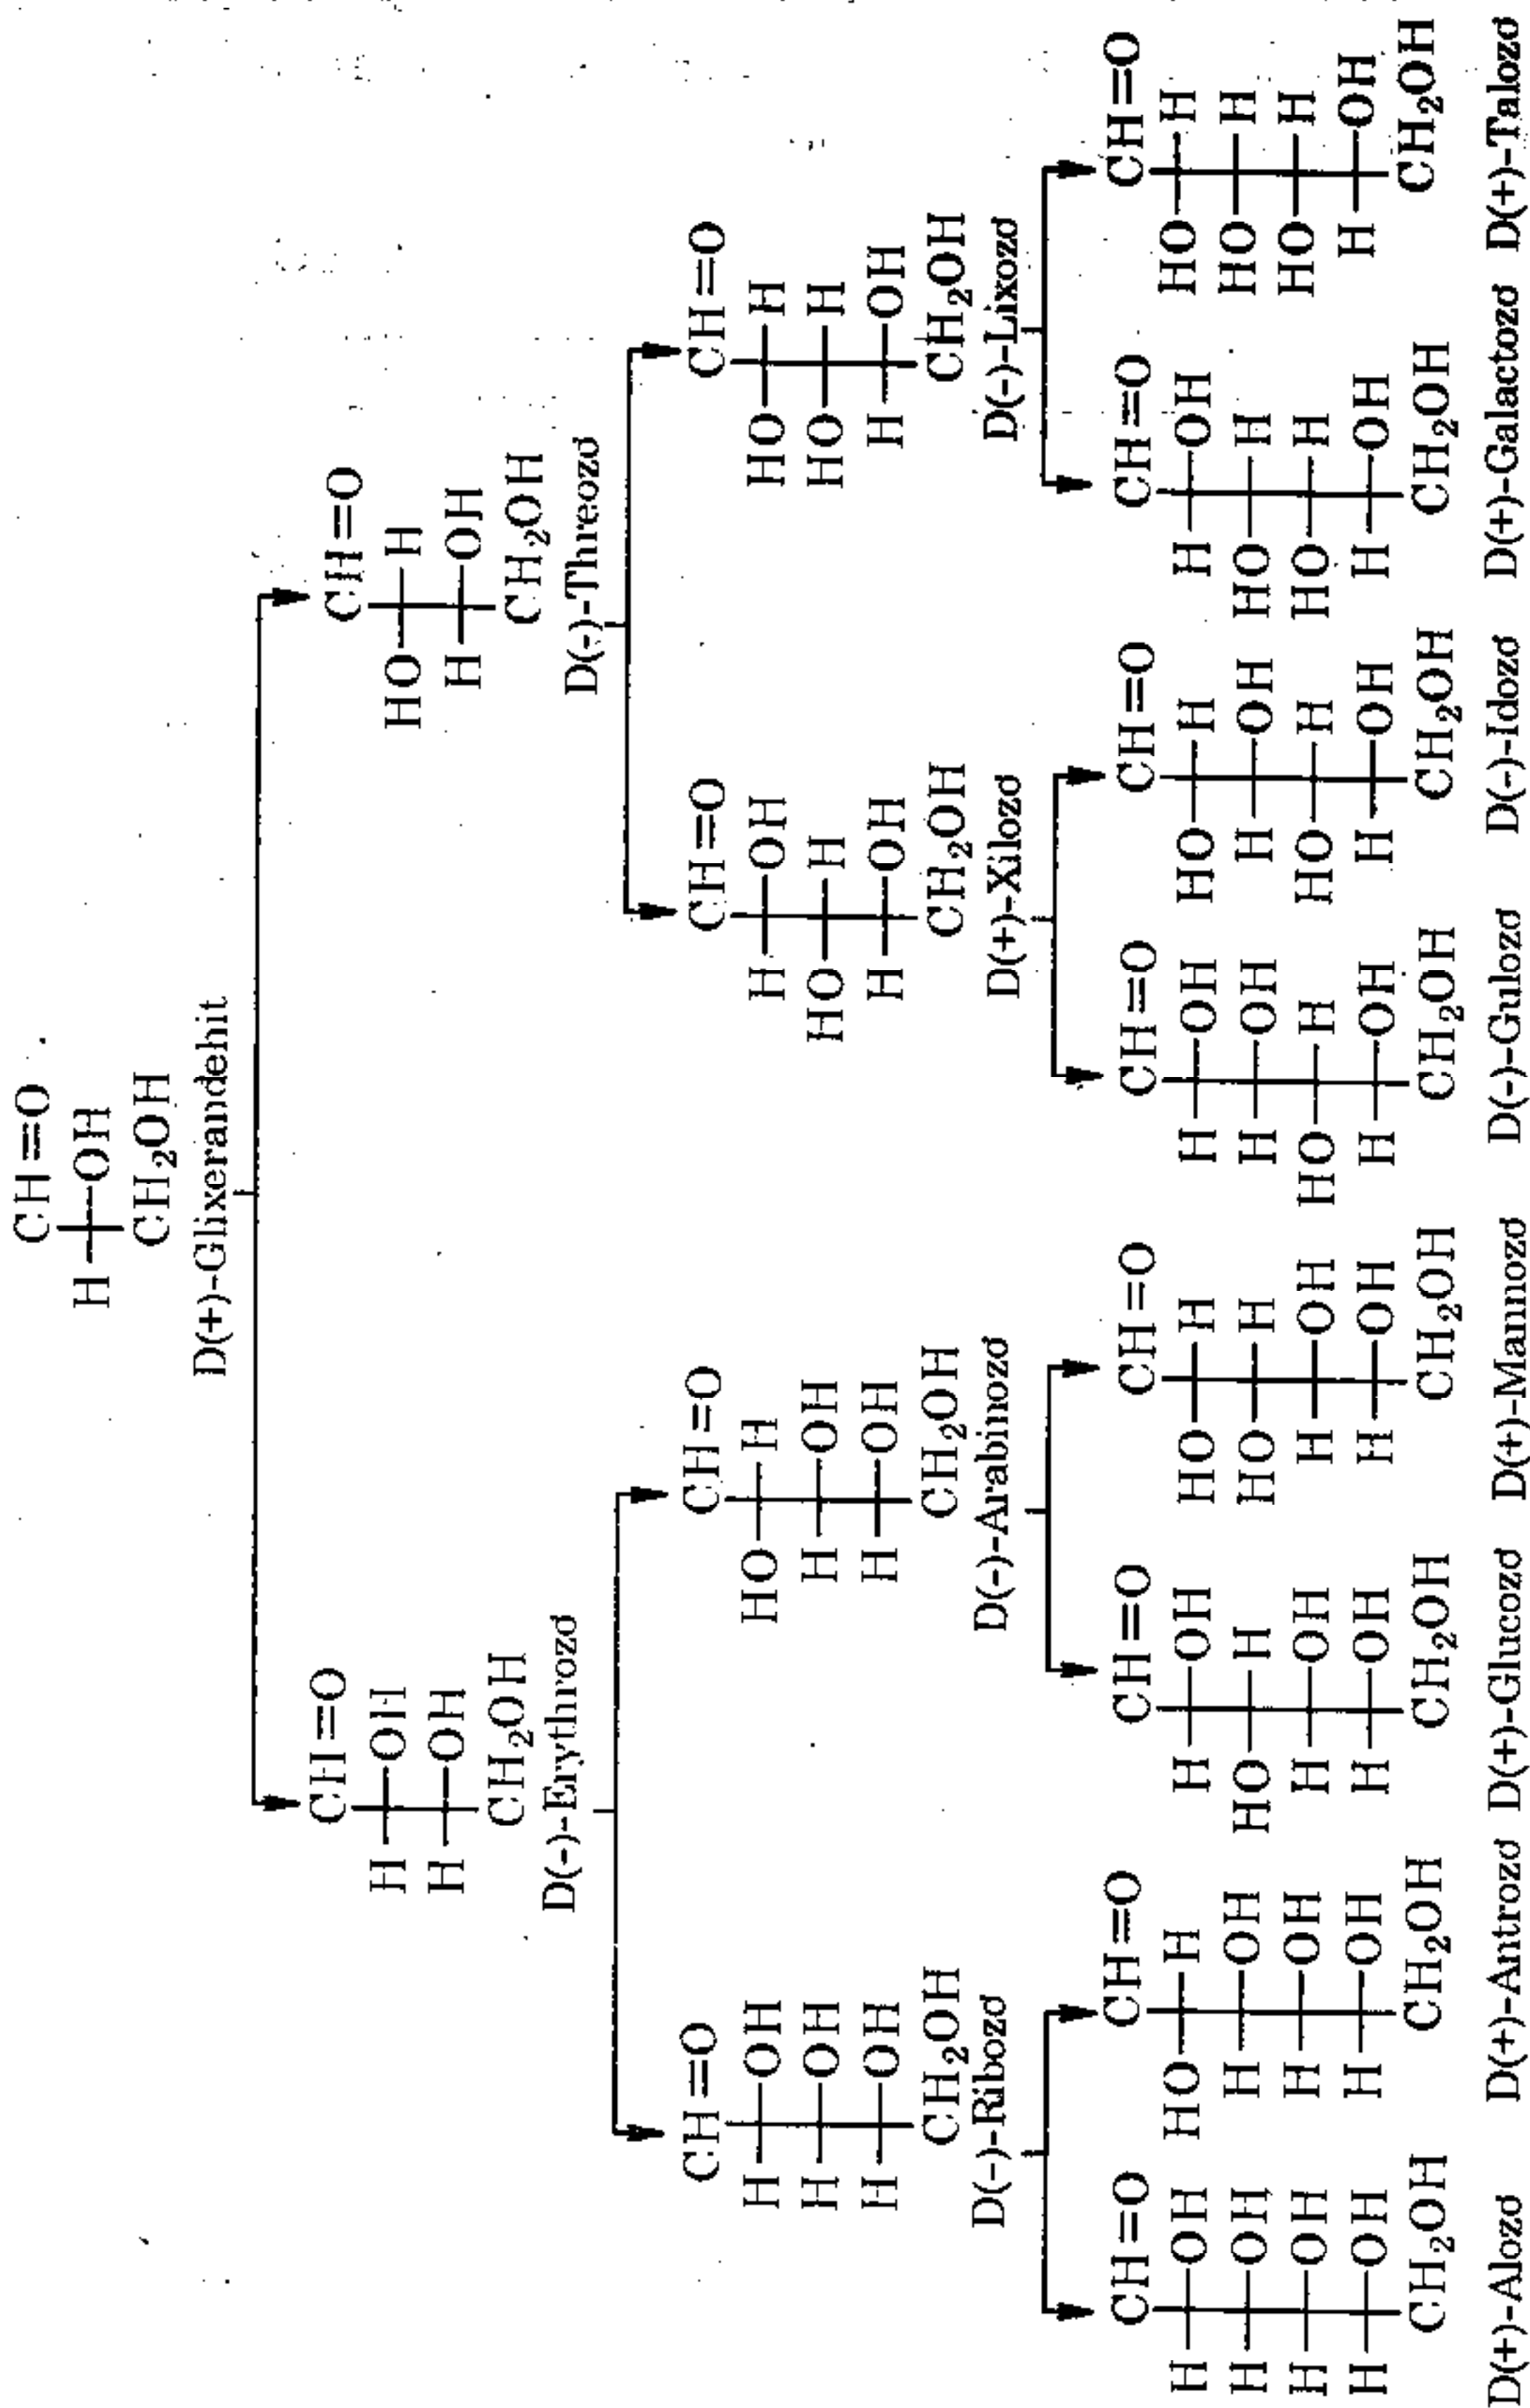 CH=O
H OH
CH₂OH
D(+)-Glixerandehit
CH=O CH=O
H OH HO H
H OH H OH
CH₂OH CH₂OH
D(-)-Erythrozơ D(-)-Threozơ
CH=O CH=O CH=O CH=O
H OH HO H H OH HO H
H OH H OH HO H HO H
H OH H OH H OH H OH
CH₂OH CH₂OH CH₂OH CH₂OH
D(-)-Ribozơ D(-)-Arabinozơ D(+)-Xilozơ D(-)-Lixozơ
CH=O CH=O CH=O CH=O CH=O CH=O CH=O CH=O
H OH HO H H OH HO H H OH HO H H OH HO H
H OH H OH HO H HO H H OH H OH HO H HO H
H OH H OH H OH H OH HO H HO H HO H HO H
H OH H OH H OH H OH H OH H OH H OH H OH
CH₂OH CH₂OH CH₂OH CH₂OH CH₂OH CH₂OH CH₂OH CH₂OH
D(+)-Alozơ D(+)-Antrozơ D(+)-Glucozơ D(+)-Mannozơ D(-)-Gulozơ D(-)-Idozơ D(+)-Galactozơ D(+)-Talozơ